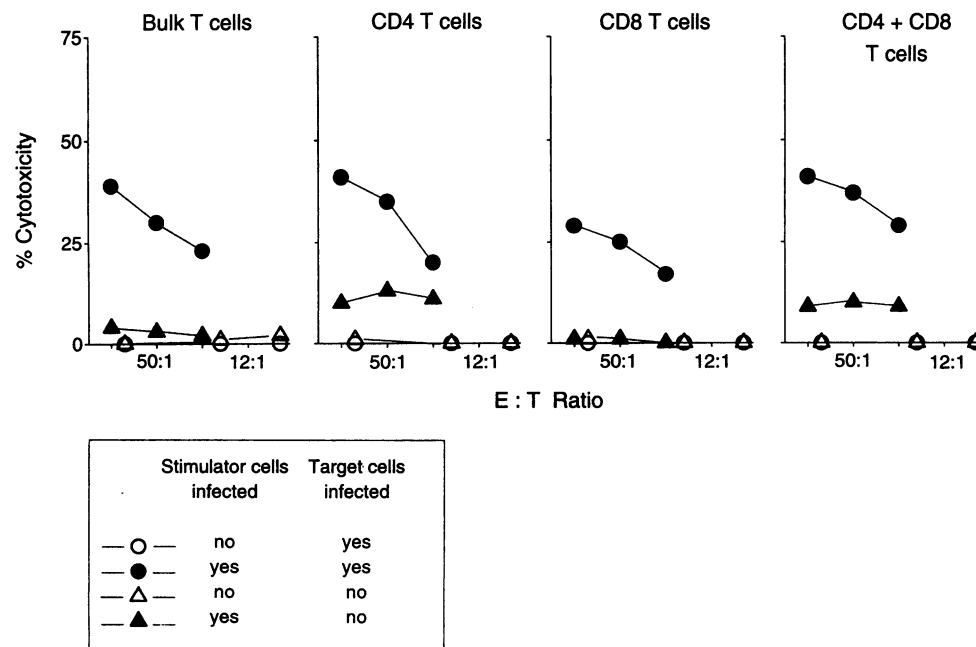 Bulk T cells
CD4 T cells
CD8 T cells
CD4 + CD8
T cells
% Cytotoxicity
75
50
25
0
50:1 12:1
50:1 12:1
50:1 12:1
50:1 12:1
E : T Ratio
Stimulator cells Target cells
infected infected
no yes
yes yes
no no
yes no